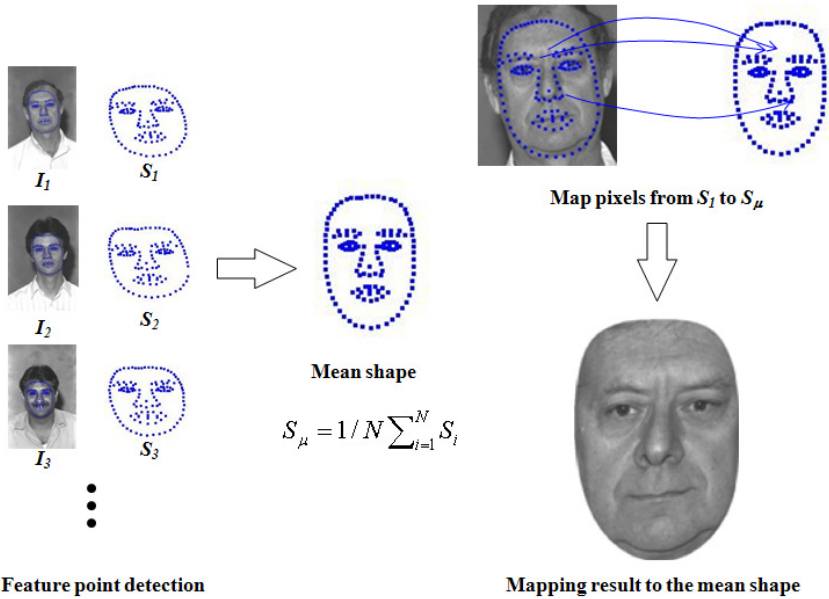 I1
S1
I2
S2
I3
S3
Feature point detection
Mean shape
Sμ = 1/N ∑_{i=1}^{N} Si
Map pixels from S1 to Sμ
Mapping result to the mean shape